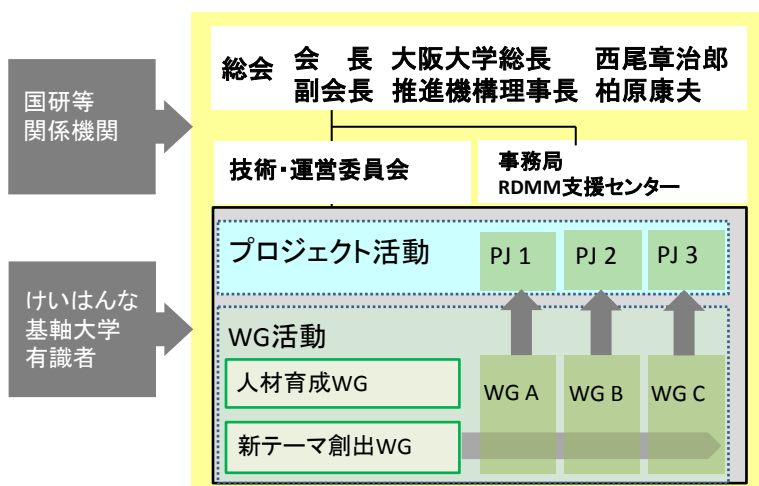 総会 会 長 大阪大学総長 西尾章治郎
副会長 推進機構理事長 柏原康夫
国研等
関係機関
技術・運営委員会
事務局
RDMM支援センター
プロジェクト活動
PJ 1
PJ 2
PJ 3
けいはんな
基軸大学
有識者
WG活動
人材育成WG
WG A
WG B
WG C
新テーマ創出WG